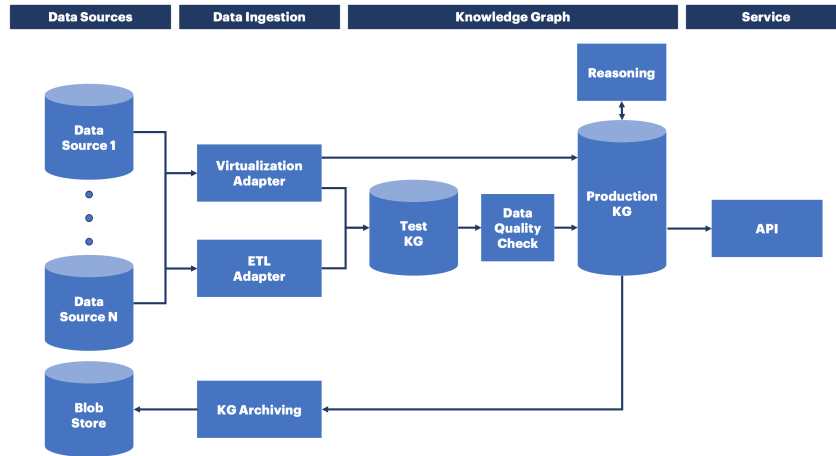 Data Sources
Data Ingestion
Knowledge Graph
Service
Reasoning
Data
Source 1
Virtualization
Adapter
Production
KG
Test
KG
Data
Quality
Check
API
ETL
Adapter
Data
Source N
Blob
Store
KG Archiving